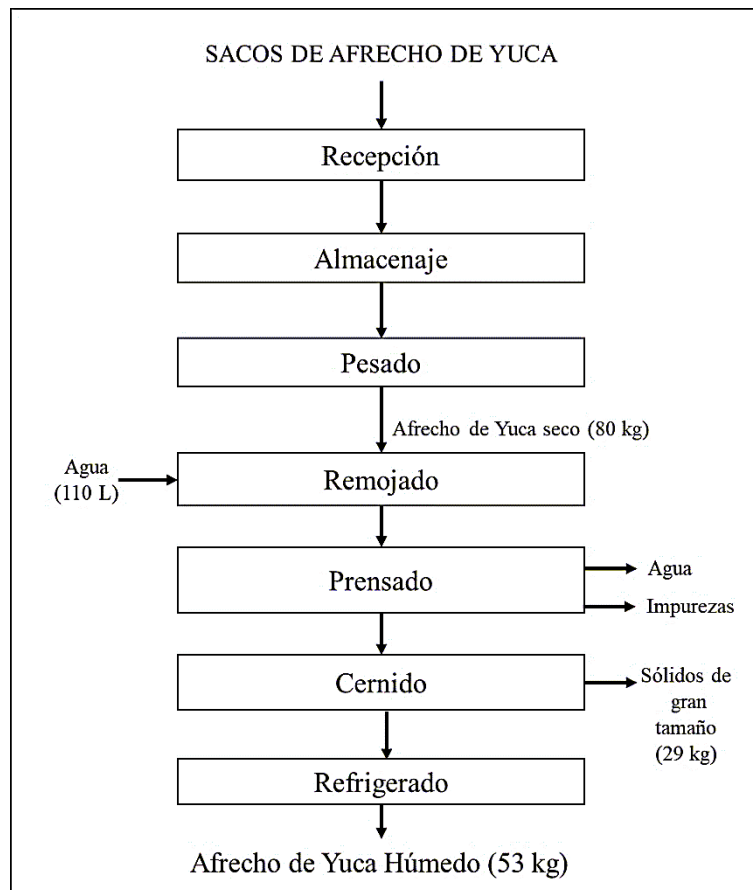 SACOS DE AFRECHO DE YUCA
Recepción
Almacenaje
Pesado
Afrecho de Yuca seco (80 kg)
Agua
(110 L)
Remojado
Prensado
Agua
Impurezas
Cernido
Sólidos de
gran
tamaño
(29 kg)
Refrigerado
Afrecho de Yuca Húmedo (53 kg)